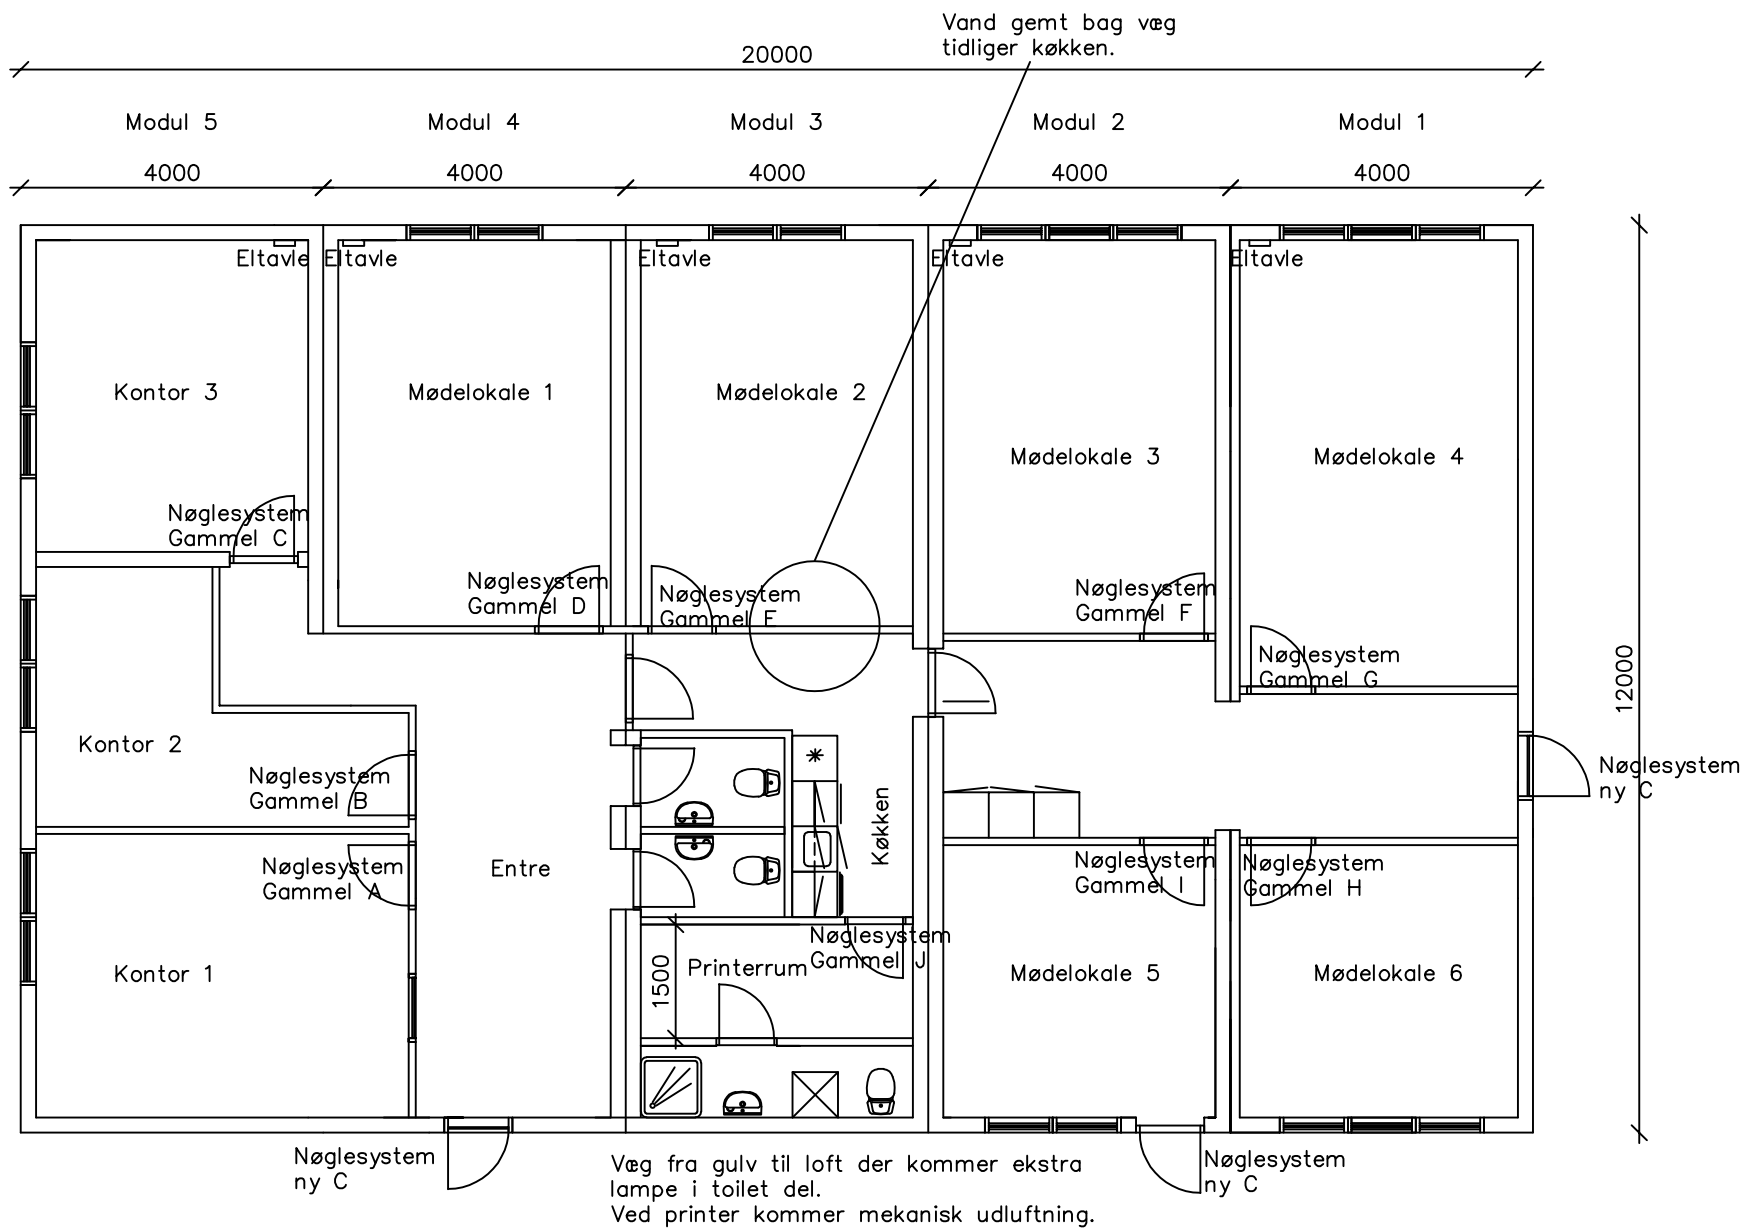 Vand gemt bag væg
tidliger køkken.
20000
Modul 5
Modul 4
Modul 3
Modul 2
Modul 1
4000
4000
4000
4000
4000
Eltavle
Eltavle
Eltavle
Eltavle
Eltavle
Kontor 3
Mødelokale 1
Mødelokale 2
Mødelokale 3
Mødelokale 4
Nøglesystem
Gammel C
Nøglesystem
Gammel D
Nøglesystem
Gammel E
Nøglesystem
Gammel F
Nøglesystem
Gammel G
12000
Kontor 2
Nøglesystem
Gammel B
Nøglesystem
ny C
Køkken
Nøglesystem
Gammel A
Entre
Nøglesystem
Gammel I
Nøglesystem
Gammel H
Nøglesystem
Gammel J
Kontor 1
1500
Printerrum
Mødelokale 5
Mødelokale 6
Nøglesystem
ny C
Væg fra gulv til loft der kommer ekstra
lampe i toilet del.
Ved printer kommer mekanisk udluftning.
Nøglesystem
ny C